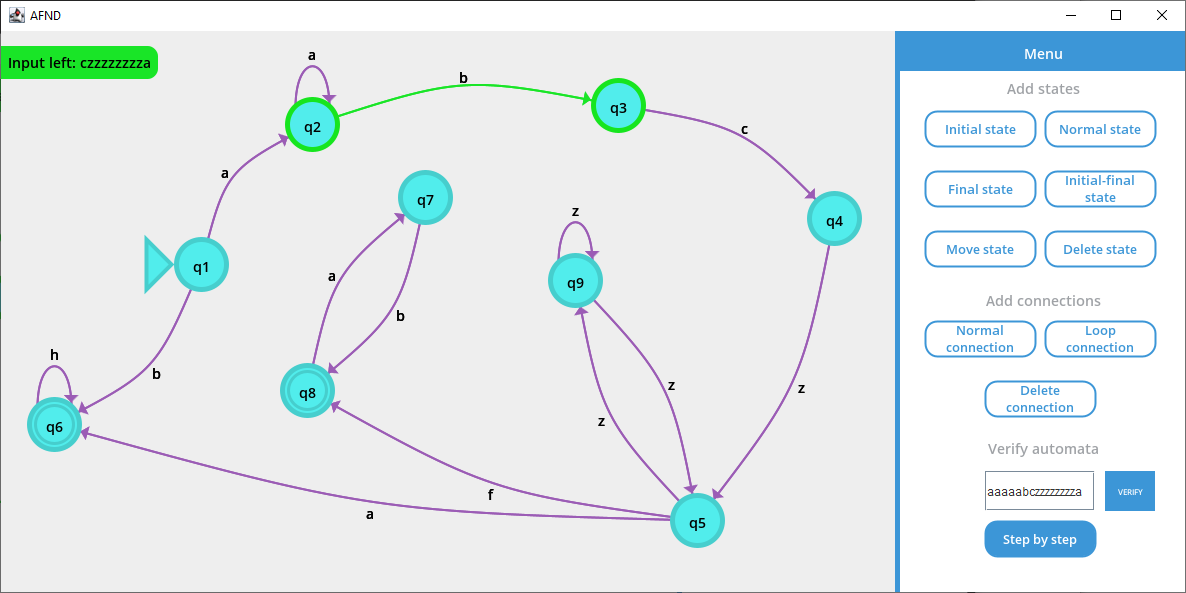 AFND
Input left: czzzzzzzzza
Menu
Add states
Initial state
Normal state
Final state
Initial-final
state
Move state
Delete state
Add connections
Normal
connection
Loop
connection
Delete
connection
Verify automata
aaaaabczzzzzzzzza
VERIFY
Step by step
a
b
q2
q3
c
a
q7
z
q4
q1
a
q9
b
h
b
q8
z
z
z
q6
f
a
q5